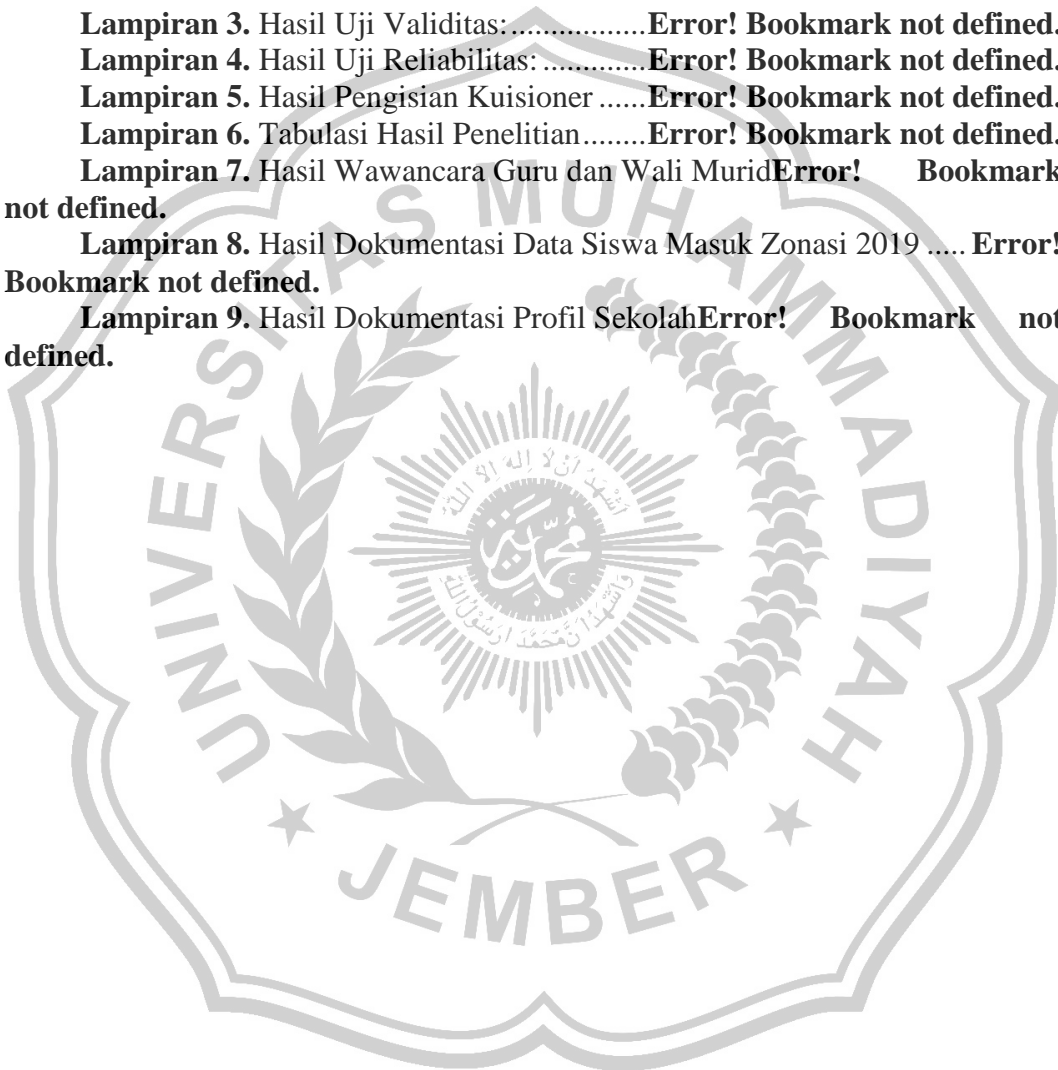 Lampiran 3. Hasil Uji Validitas:.................Error! Bookmark not defined.
Lampiran 4. Hasil Uji Reliabilitas: .............Error! Bookmark not defined.
Lampiran 5. Hasil Pengisian Kuisioner ......Error! Bookmark not defined.
Lampiran 6. Tabulasi Hasil Penelitian........Error! Bookmark not defined.
Lampiran 7. Hasil Wawancara Guru dan Wali MuridError! Bookmark
not defined.
Lampiran 8. Hasil Dokumentasi Data Siswa Masuk Zonasi 2019 ..... Error!
Bookmark not defined.
Lampiran 9. Hasil Dokumentasi Profil SekolahError! Bookmark not
defined.
UNIVERSITAS MUHAMMADIYAH
JEMBER